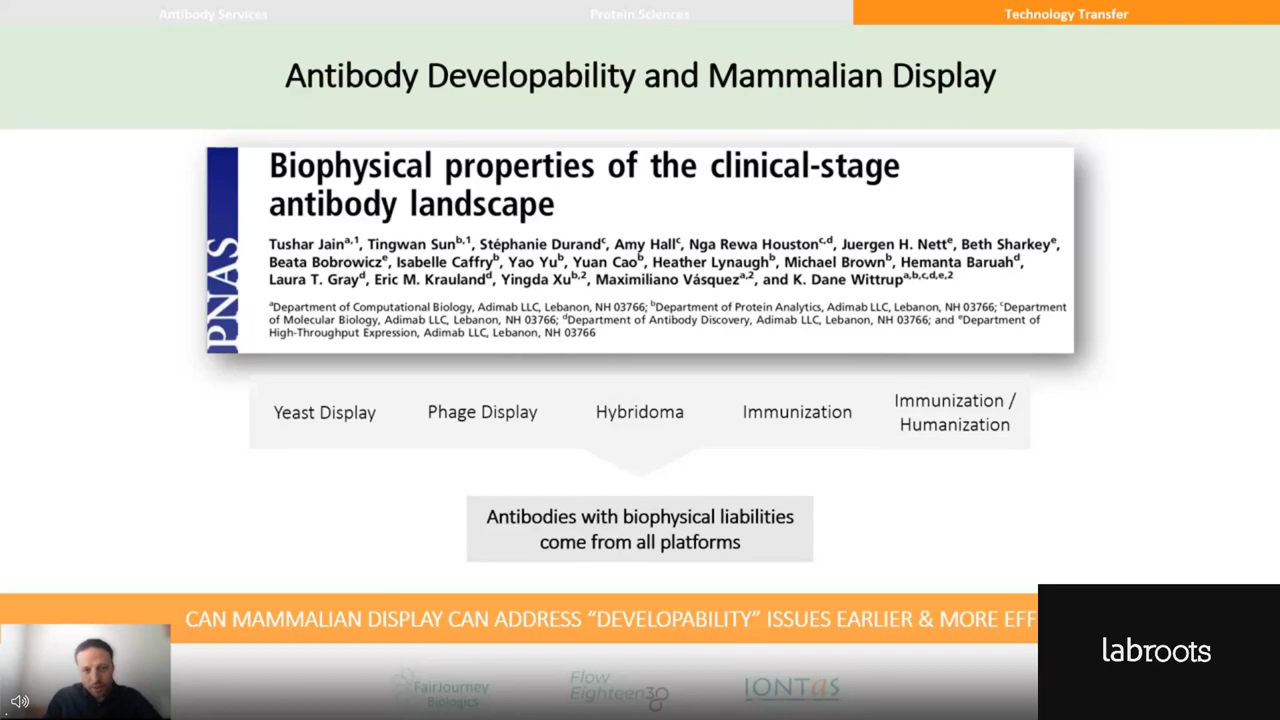 Antibody Services
Protein Sciences
Technology Transfer
Antibody Developability and Mammalian Display
PNAS
Biophysical properties of the clinical-stage
antibody landscape
Tushar Jainᵃ,¹, Tingwan Sunᵇ,¹, Stéphanie Durandᶜ, Amy Hallᶜ, Nga Rewa Houstonᶜ,ᵈ, Juergen H. Nettᵉ, Beth Sharkeyᵉ,
Beata Bobrowiczᵉ, Isabelle Caffryᵇ, Yao Yuᵇ, Yuan Caoᵇ, Heather Lynaughᵇ, Michael Brownᵇ, Hemanta Baruahᵈ,
Laura T. Grayᵈ, Eric M. Kraulandᵈ, Yingda Xuᵇ,², Maximiliano Vásquezᵃ,², and K. Dane Wittrupᵃ,ᵇ,ᶜ,ᵈ,ᵉ,²
ᵃDepartment of Computational Biology, Adimab LLC, Lebanon, NH 03766; ᵇDepartment of Protein Analytics, Adimab LLC, Lebanon, NH 03766; ᶜDepartment
of Molecular Biology, Adimab LLC, Lebanon, NH 03766; ᵈDepartment of Antibody Discovery, Adimab LLC, Lebanon, NH 03766; and ᵉDepartment of
High-Throughput Expression, Adimab LLC, Lebanon, NH 03766
Yeast Display
Phage Display
Hybridoma
Immunization
Immunization /
Humanization
Antibodies with biophysical liabilities
come from all platforms
CAN MAMMALIAN DISPLAY CAN ADDRESS “DEVELOPABILITY” ISSUES EARLIER & MORE EFF
labroots
FairJourney
Biologics
Flow
Eighteen38
IONTAS